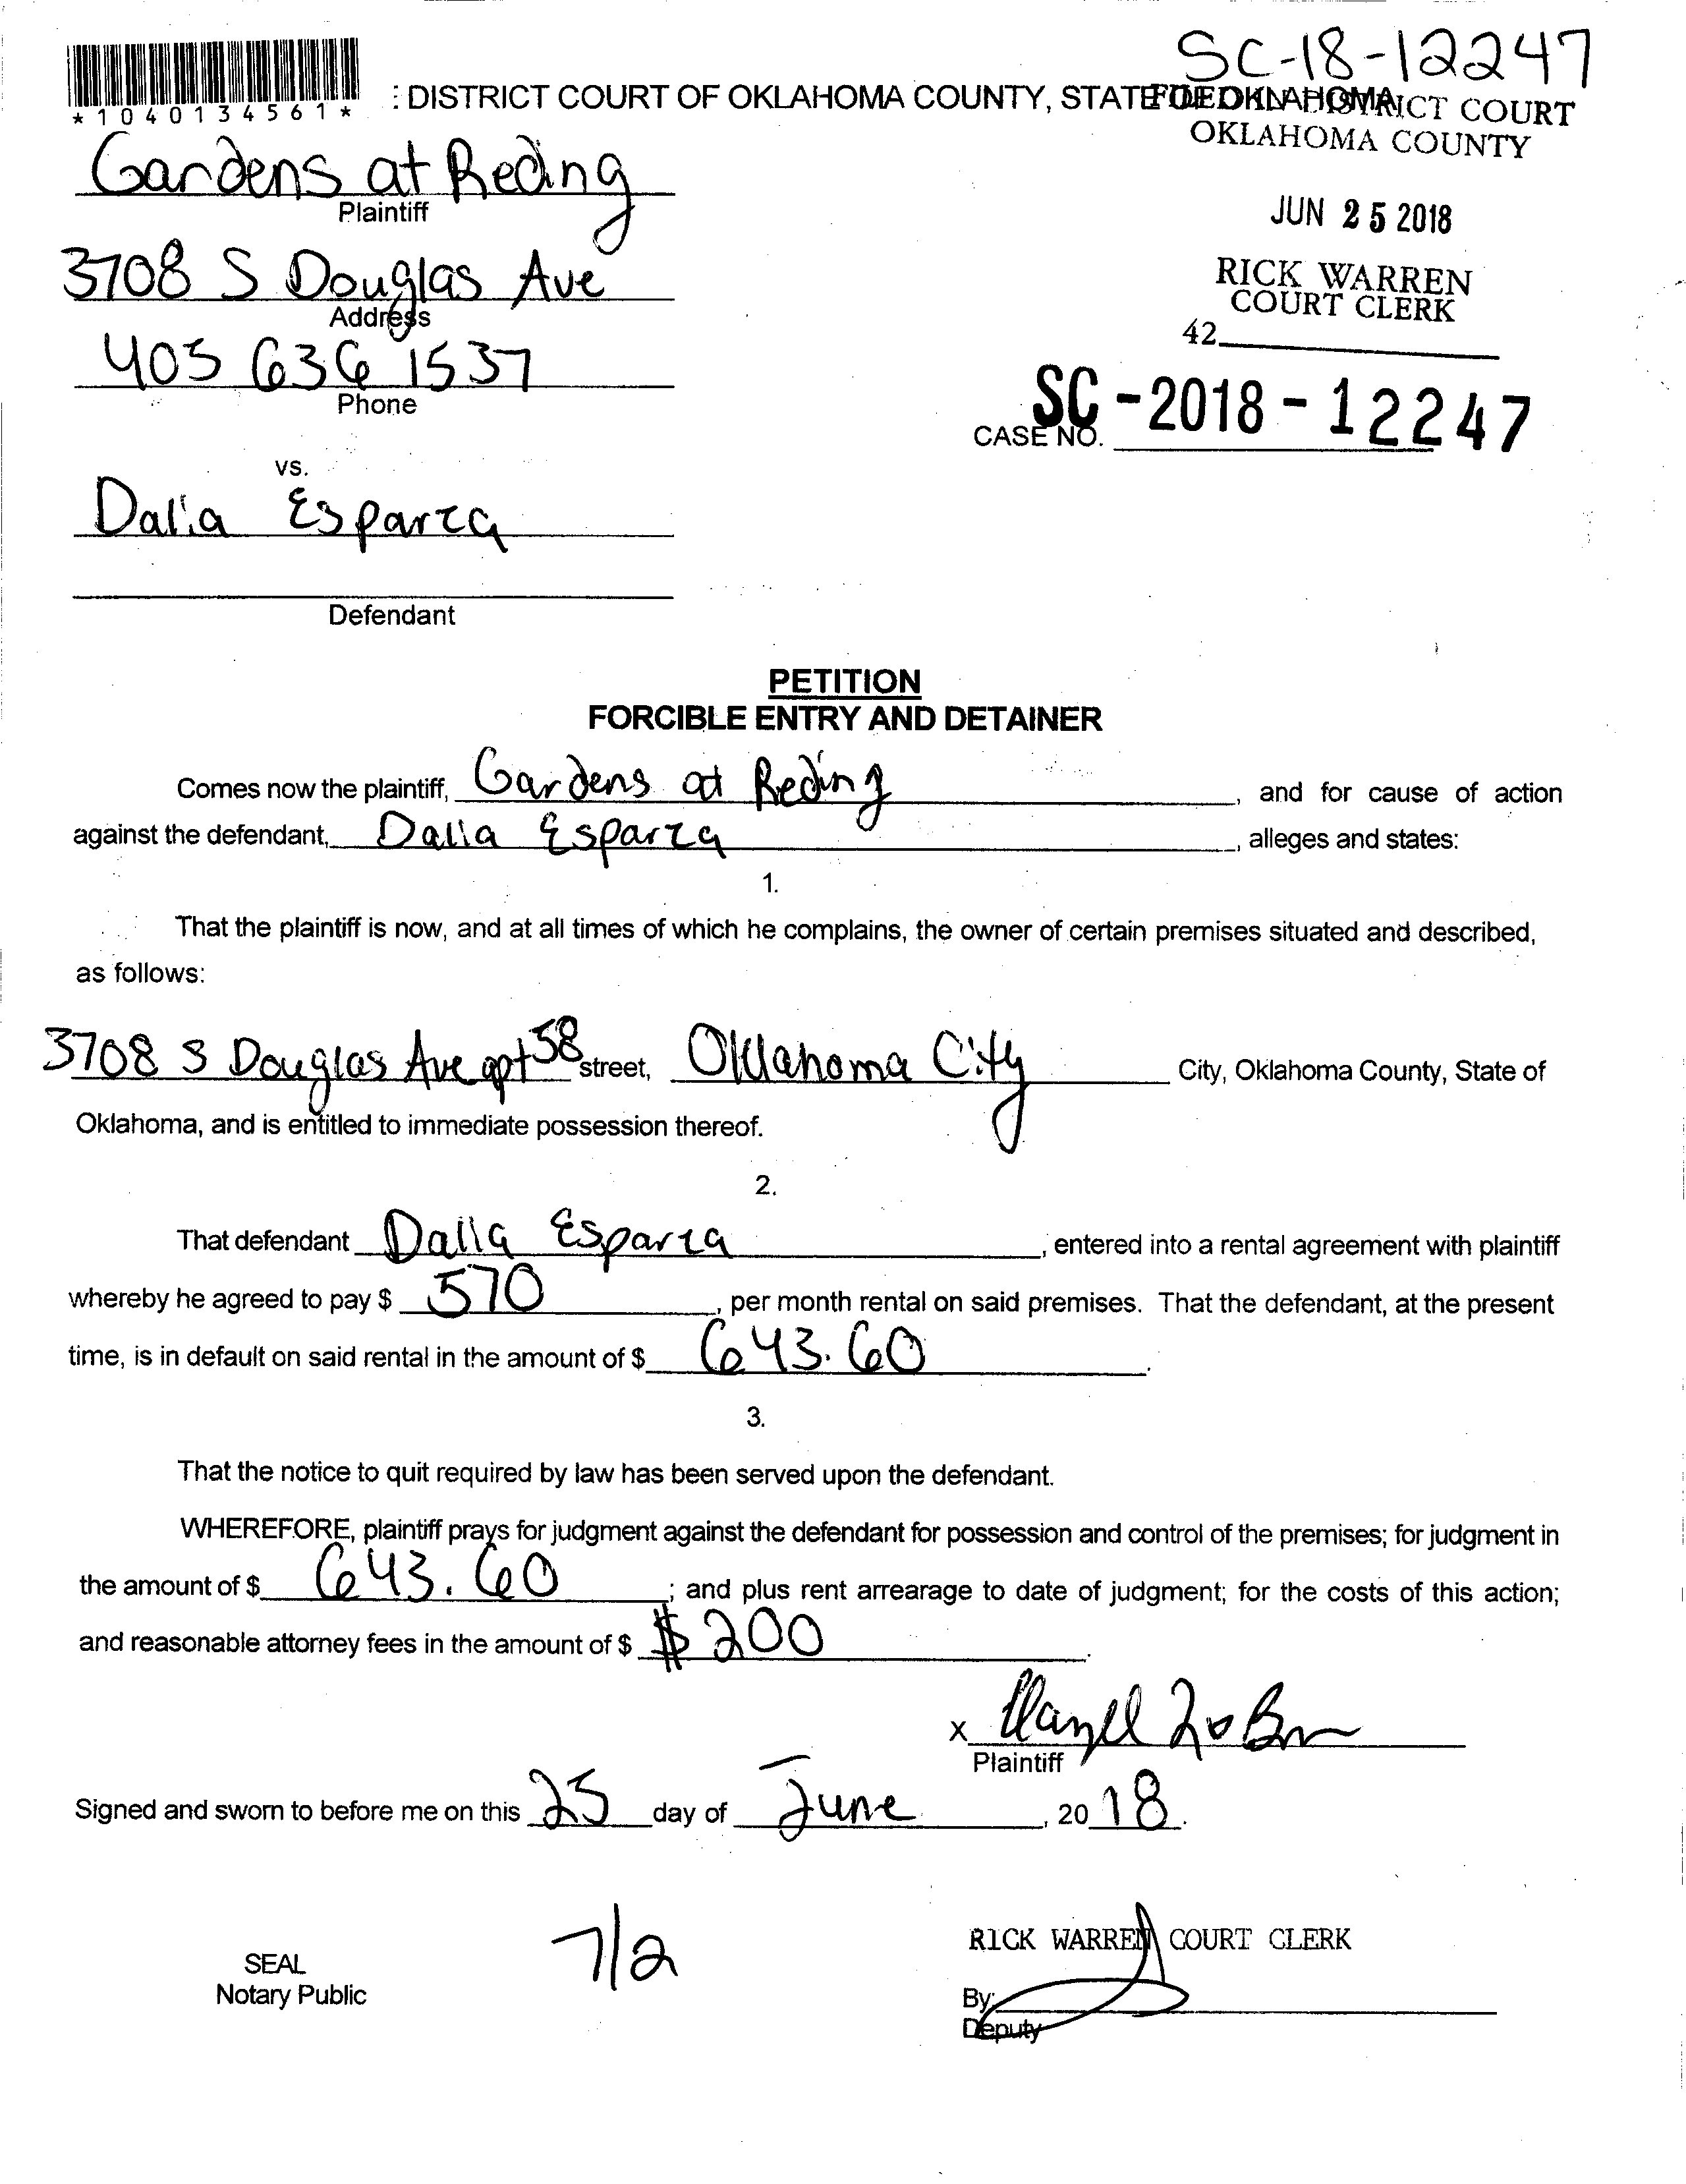 SC-18-12247
*1040134561*
: DISTRICT COURT OF OKLAHOMA COUNTY, STATE OF OKLAHOMA
FILED IN DISTRICT COURT
OKLAHOMA COUNTY
JUN 25 2018
RICK WARREN
COURT CLERK
42
Gardens at Reding
Plaintiff
3708 S Douglas Ave
Address
405 636 1537
Phone
CASE NO. SC-2018-12247
vs.
Dalia Esparza
Defendant
PETITION
FORCIBLE ENTRY AND DETAINER
Comes now the plaintiff, Gardens at Reding, and for cause of action
against the defendant, Dalia Esparza, alleges and states:
1.
That the plaintiff is now, and at all times of which he complains, the owner of certain premises situated and described,
as follows:
3708 S Douglas Ave apt 58 street, Oklahoma City City, Oklahoma County, State of
Oklahoma, and is entitled to immediate possession thereof.
2.
That defendant Dalia Esparza, entered into a rental agreement with plaintiff
whereby he agreed to pay $ 570, per month rental on said premises. That the defendant, at the present
time, is in default on said rental in the amount of $ 643.60.
3.
That the notice to quit required by law has been served upon the defendant.
WHEREFORE, plaintiff prays for judgment against the defendant for possession and control of the premises; for judgment in
the amount of $ 643.60; and plus rent arrearage to date of judgment; for the costs of this action;
and reasonable attorney fees in the amount of $ $200.
X
Plaintiff
Signed and sworn to before me on this 25 day of June, 2018.
7/2
SEAL
Notary Public
RICK WARREN COURT CLERK
By:
Deputy